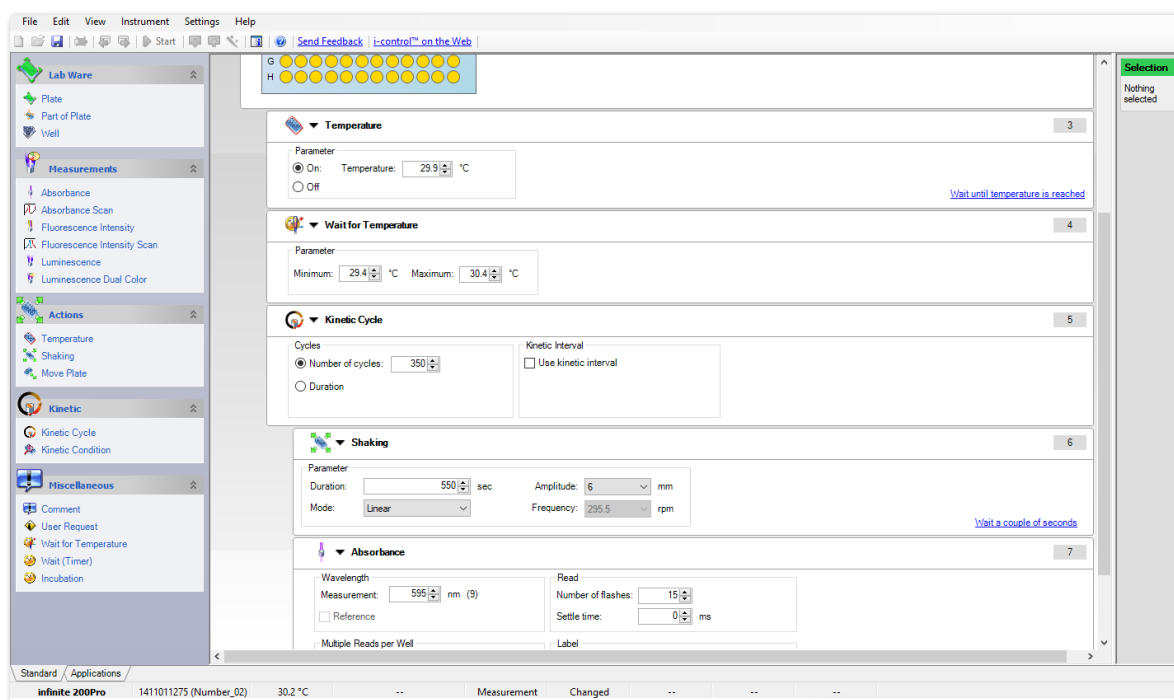 File Edit View Instrument Settings Help
Start Send Feedback i-control™ on the Web
Lab Ware
Plate
Part of Plate
Well
Measurements
Absorbance
Absorbance Scan
Fluorescence Intensity
Fluorescence Intensity Scan
Luminescence
Luminescence Dual Color
Actions
Temperature
Shaking
Move Plate
Kinetic
Kinetic Cycle
Kinetic Condition
Miscellaneous
Comment
User Request
Wait for Temperature
Wait (Timer)
Incubation
G
H
Temperature 3
Parameter
On: Temperature: 29.9 °C
Off
Wait until temperature is reached
Wait for Temperature 4
Parameter
Minimum: 29.4 °C Maximum: 30.4 °C
Kinetic Cycle 5
Cycles Kinetic Interval
Number of cycles: 350 Use kinetic interval
Duration
Shaking 6
Parameter
Duration: 550 sec Amplitude: 6 mm
Mode: Linear Frequency: 295.5 rpm
Wait a couple of seconds
Absorbance 7
Wavelength Read
Measurement: 595 nm (9) Number of flashes: 15
Reference Settle time: 0 ms
Multiple Reads per Well Label
Selection
Nothing
selected
Standard Applications
infinite 200Pro 1411011275 (Number_02) 30.2 °C -- Measurement Changed -- -- --